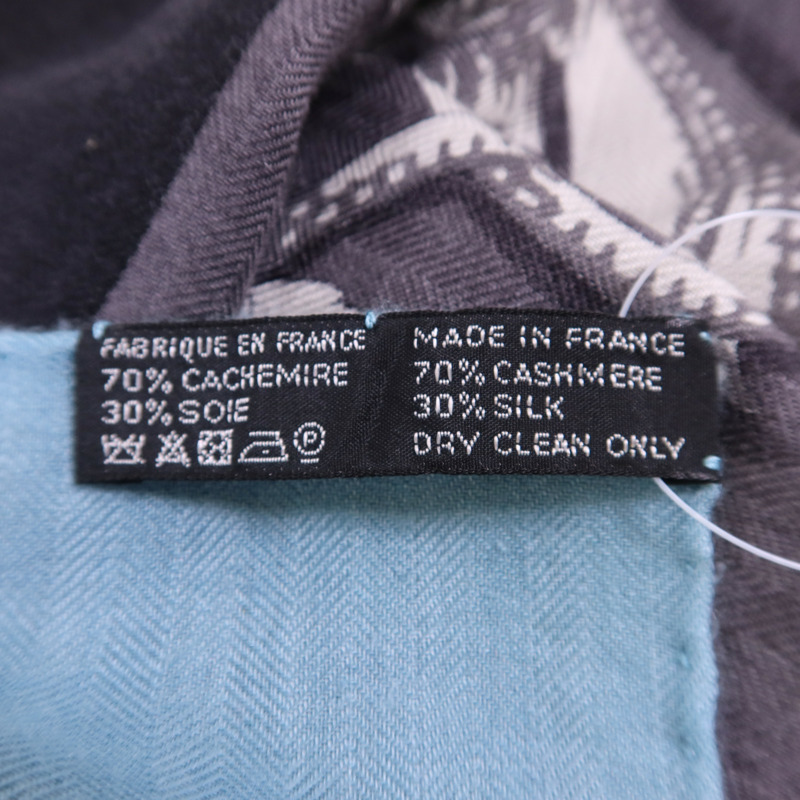 FABRIQUE EN FRANCE
70% CACHEMIRE
30% SOIE
P
MADE IN FRANCE
70% CASHMERE
30% SILK
DRY CLEAN ONLY